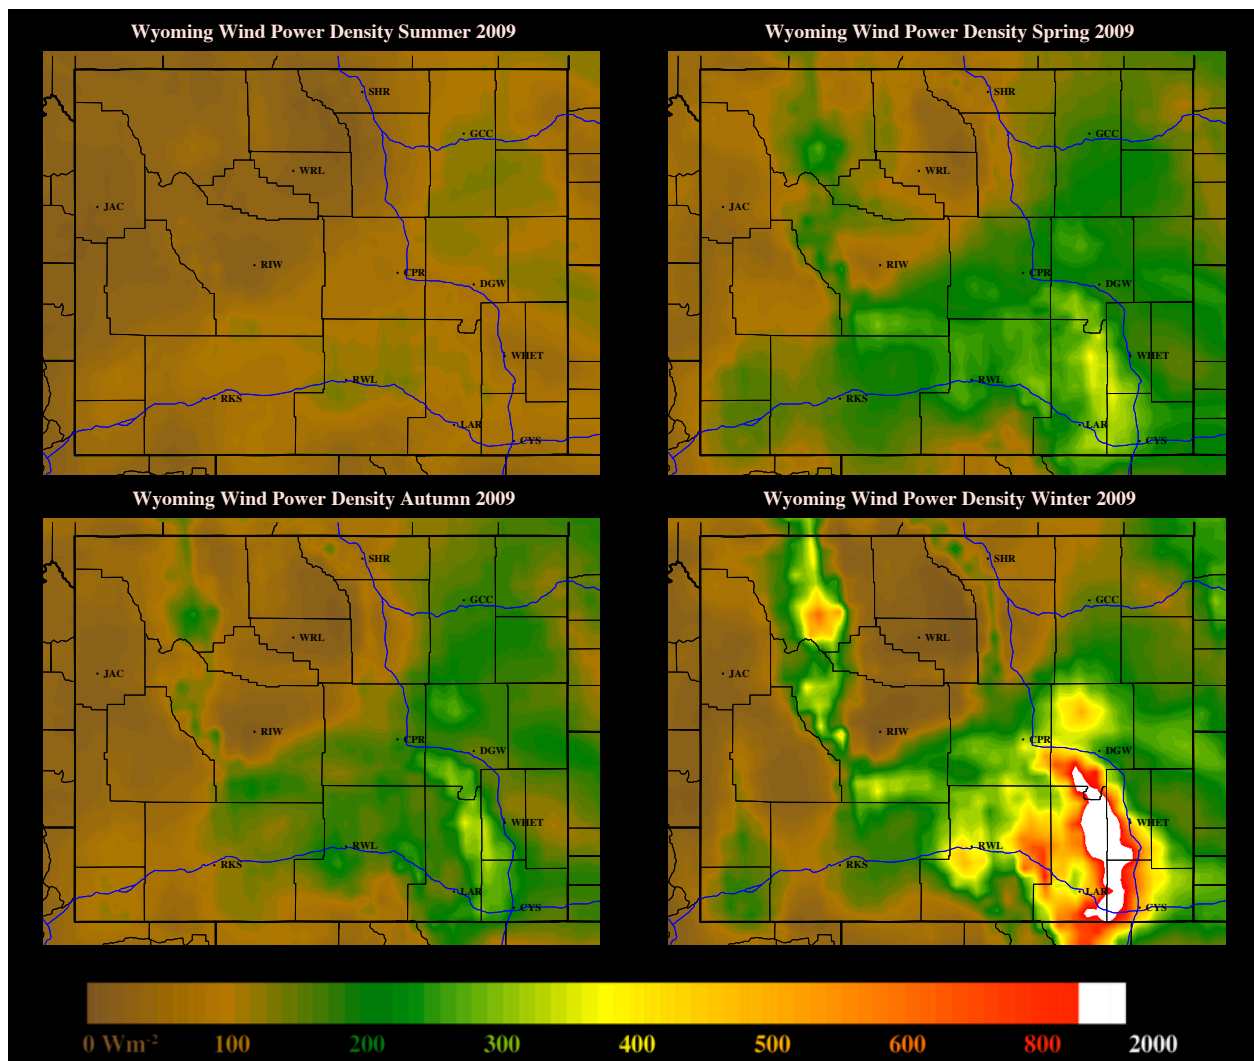 Wyoming Wind Power Density Summer 2009
SHR
GCC
WRL
JAC
RIW
CPR
DGW
WHET
RWL
RKS
LAR
CYS
Wyoming Wind Power Density Spring 2009
SHR
GCC
WRL
JAC
RIW
CPR
DGW
WHET
RWL
RKS
LAR
CYS
Wyoming Wind Power Density Autumn 2009
SHR
GCC
WRL
JAC
RIW
CPR
DGW
WHET
RWL
RKS
LAR
CYS
Wyoming Wind Power Density Winter 2009
SHR
GCC
WRL
JAC
RIW
CPR
DGW
WHET
RWL
RKS
LAR
CYS
0 Wm⁻² 100 200 300 400 500 600 800 2000